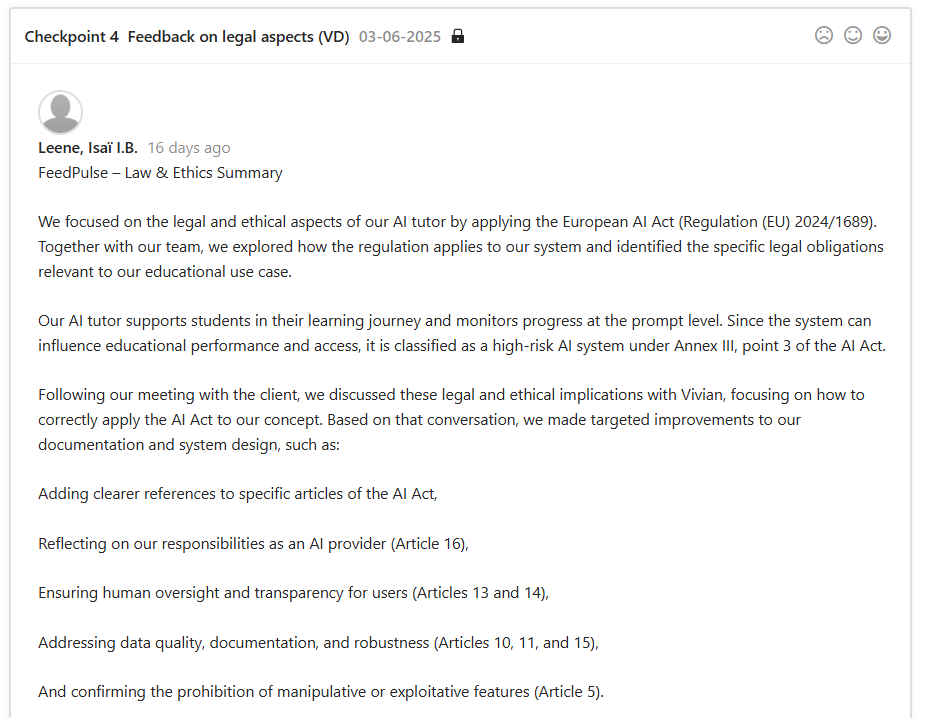 Checkpoint 4 Feedback on legal aspects (VD) 03-06-2025
Leene, Isaï I.B. 16 days ago
FeedPulse – Law & Ethics Summary
We focused on the legal and ethical aspects of our AI tutor by applying the European AI Act (Regulation (EU) 2024/1689).
Together with our team, we explored how the regulation applies to our system and identified the specific legal obligations
relevant to our educational use case.
Our AI tutor supports students in their learning journey and monitors progress at the prompt level. Since the system can
influence educational performance and access, it is classified as a high-risk AI system under Annex III, point 3 of the AI Act.
Following our meeting with the client, we discussed these legal and ethical implications with Vivian, focusing on how to
correctly apply the AI Act to our concept. Based on that conversation, we made targeted improvements to our
documentation and system design, such as:
Adding clearer references to specific articles of the AI Act,
Reflecting on our responsibilities as an AI provider (Article 16),
Ensuring human oversight and transparency for users (Articles 13 and 14),
Addressing data quality, documentation, and robustness (Articles 10, 11, and 15),
And confirming the prohibition of manipulative or exploitative features (Article 5).